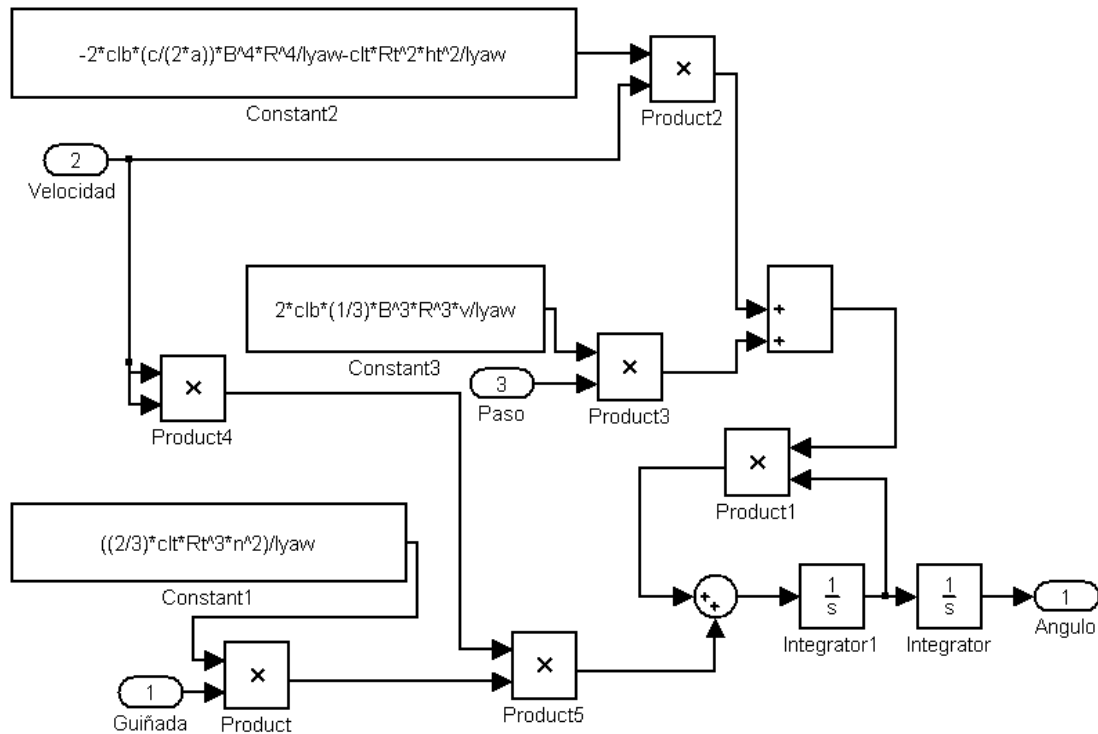 -2*clb*(c/(2*a))*B^4*R^4/Iyaw-clt*Rt^2*ht^2/Iyaw
Constant2
×
Product2
2
Velocidad
2*clb*(1/3)*B^3*R^3*v/Iyaw
Constant3
+
+
×
Product3
3
Paso
×
Product4
×
Product1
((2/3)*clt*Rt^3*n^2)/Iyaw
Constant1
+
+
1
s
Integrator1
1
s
Integrator
1
Angulo
×
Product5
×
Product
1
Guiñada